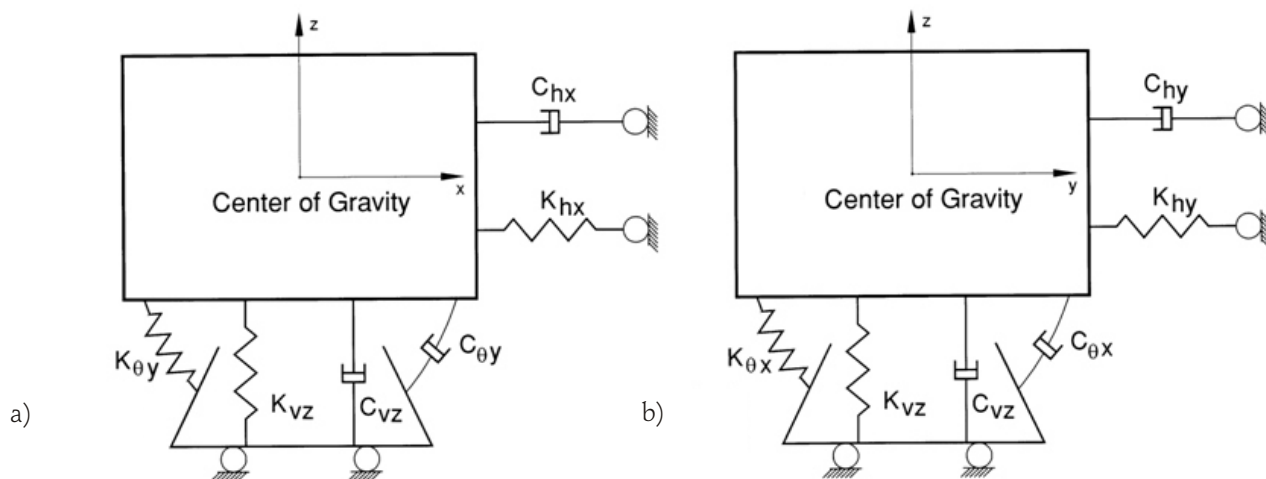 a)
z
C_hx
x
Center of Gravity
K_hx
K_θy
K_vz
C_vz
C_θy
b)
z
C_hy
y
Center of Gravity
K_hy
K_θx
K_vz
C_vz
C_θx